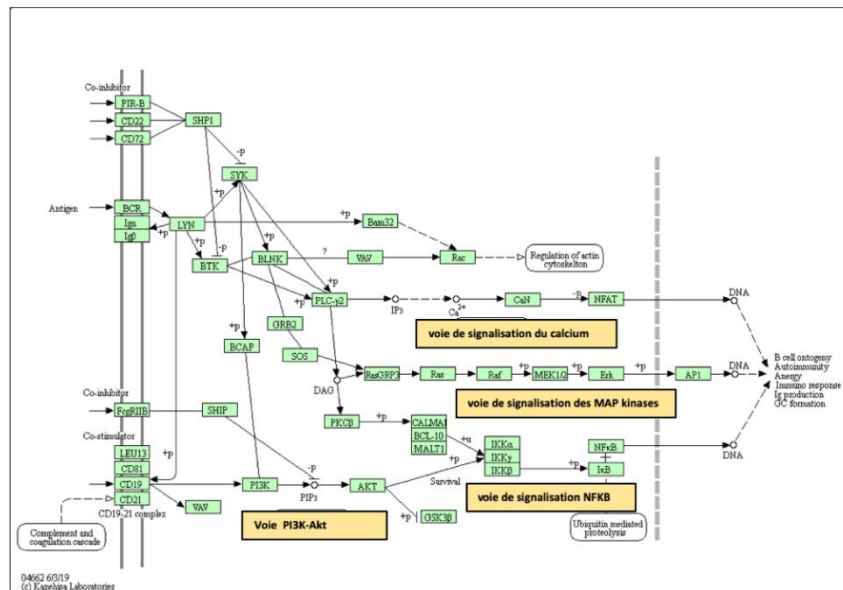 Co-inhibitor
PIR-B
CD22
SHP1
CD72
-p
SYK
+p
+p
Antigen
BCR
Igα
LYN
Bam32
Igβ
+p
+p
-p
+p
?
BTK
BLNK
VAV
Rac
Regulation of actin
cytoskelton
+p
+p
-p
DNA
PLC-γ2
IP3
Ca2+
CaN
NFAT
GRB2
voie de signalisation du calcium
+p
BCAP
SOS
B cell ontogeny
Autoimmunity
Anergy
Immuno response
Ig production
GC formation
+p
+p
+p
DNA
RasGRP3
Ras
Raf
MEK1/2
Erk
AP1
DAG
Co-inhibitor
voie de signalisation des MAP kinases
FcgRIIB
SHIP
PKCβ
+p
CALMA1
BCL-10
MALT1
+u
Co-stimulator
IKKα
IKKγ
IKKβ
NFκB
DNA
LEU13
CD81
+p
-p
+p
+p
IκB
CD19
PI3K
PIP3
AKT
Survival
CD21
VAV
voie de signalisation NFKB
CD19-21 complex
Voie PI3K-Akt
+p
GSK3β
Complement and
coagulation cascade
Ubiquitin mediated
proteolysis
04662 6/3/19
(c) Kanehisa Laboratories